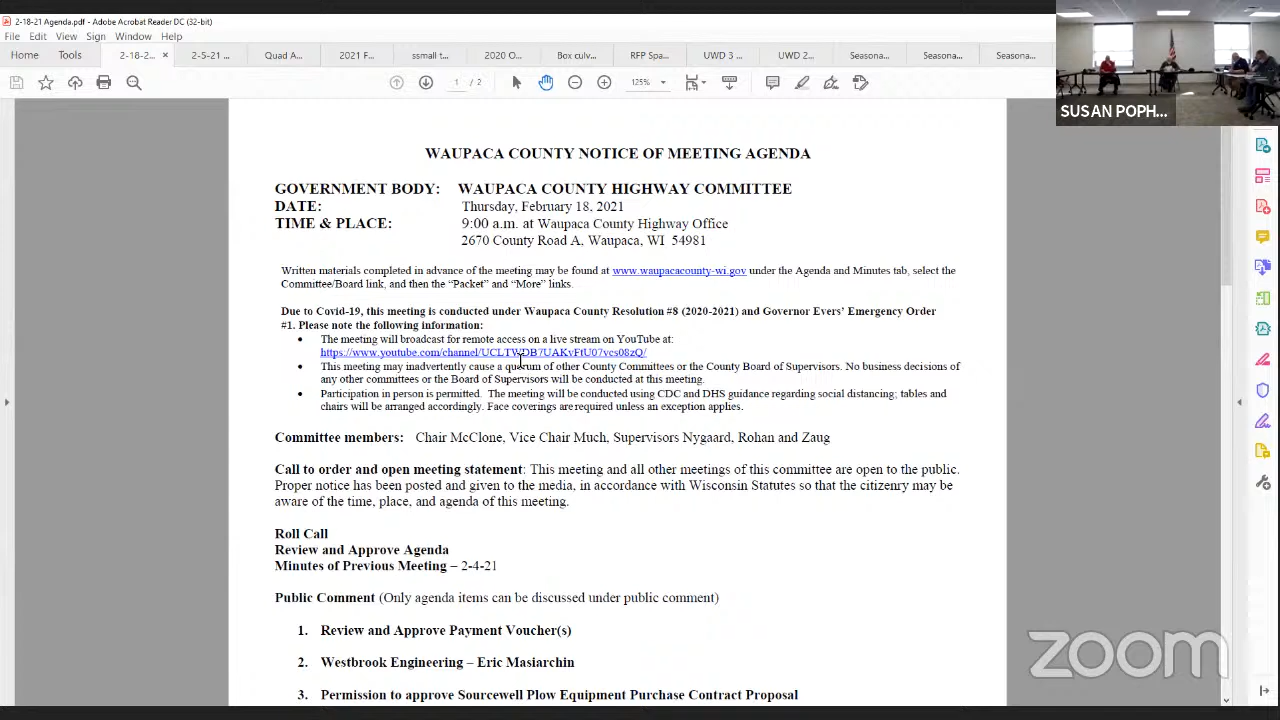 2-18-21 Agenda.pdf - Adobe Acrobat Reader DC (32-bit)
File Edit View Sign Window Help
Home Tools 2-18-2... × 2-5-21 ... Quad A... 2021 F... ssmall t... 2020 O... Box culv... RFP Spa... UWD 3... UWD 2... Seasona... Seasona... Seasona...
1 / 2 125%
SUSAN POPH...
WAUPACA COUNTY NOTICE OF MEETING AGENDA
GOVERNMENT BODY: WAUPACA COUNTY HIGHWAY COMMITTEE
DATE: Thursday, February 18, 2021
TIME & PLACE: 9:00 a.m. at Waupaca County Highway Office
2670 County Road A, Waupaca, WI 54981
Written materials completed in advance of the meeting may be found at www.waupacacounty-wi.gov under the Agenda and Minutes tab, select the
Committee/Board link, and then the “Packet” and “More” links.
Due to Covid-19, this meeting is conducted under Waupaca County Resolution #8 (2020-2021) and Governor Evers’ Emergency Order
#1. Please note the following information:
• The meeting will broadcast for remote access on a live stream on YouTube at:
https://www.youtube.com/channel/UCLTWDB7UAKvFtU07vcs08zQ/
• This meeting may inadvertently cause a quorum of other County Committees or the County Board of Supervisors. No business decisions of
any other committees or the Board of Supervisors will be conducted at this meeting.
• Participation in person is permitted. The meeting will be conducted using CDC and DHS guidance regarding social distancing; tables and
chairs will be arranged accordingly. Face coverings are required unless an exception applies.
Committee members: Chair McClone, Vice Chair Much, Supervisors Nygaard, Rohan and Zaug
Call to order and open meeting statement: This meeting and all other meetings of this committee are open to the public.
Proper notice has been posted and given to the media, in accordance with Wisconsin Statutes so that the citizenry may be
aware of the time, place, and agenda of this meeting.
Roll Call
Review and Approve Agenda
Minutes of Previous Meeting – 2-4-21
Public Comment (Only agenda items can be discussed under public comment)
1. Review and Approve Payment Voucher(s)
2. Westbrook Engineering – Eric Masiarchin
3. Permission to approve Sourcewell Plow Equipment Purchase Contract Proposal
zoom